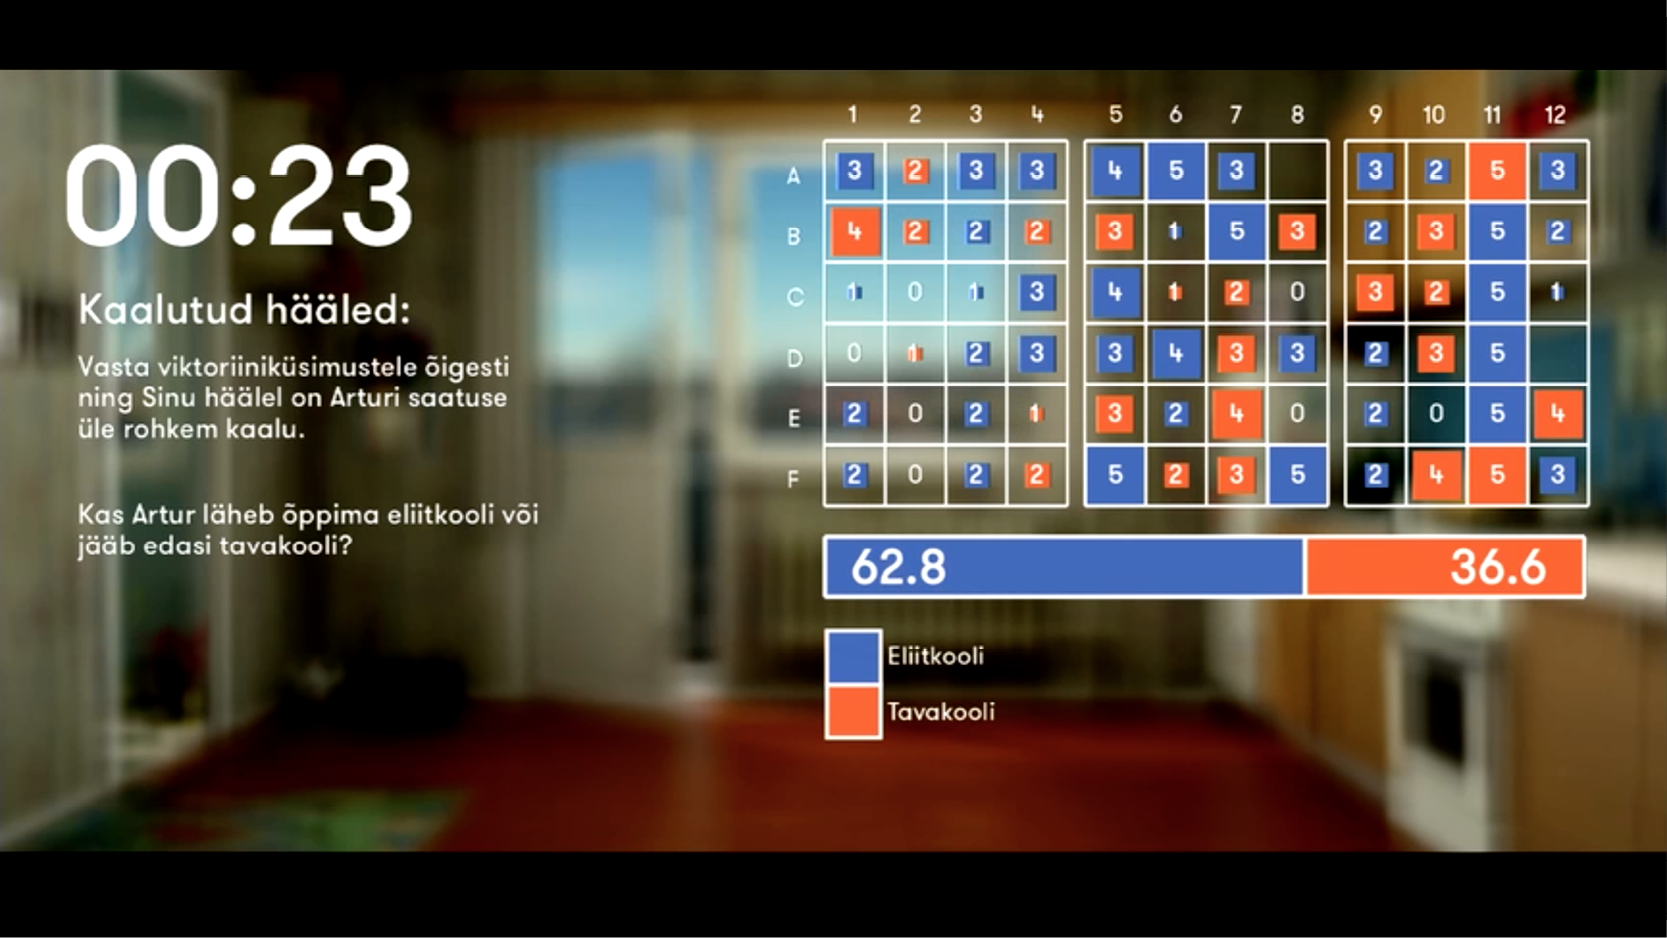 00:23
Kaalutud hääled:
Vasta viktoriiniküsimustele õigesti
ning Sinu häälel on Arturi saatuse
üle rohkem kaalu.
Kas Artur läheb õppima eliitkooli või
jääb edasi tavakooli?
1 2 3 4 5 6 7 8 9 10 11 12
A 3 2 3 3 4 5 3 3 2 5 3
B 4 2 2 2 3 1 5 3 2 3 5 2
C 1 0 1 3 4 1 2 0 3 2 5 1
D 0 1 2 3 3 4 3 3 2 3 5
E 2 0 2 1 3 2 4 0 2 0 5 4
F 2 0 2 2 5 2 3 5 2 4 5 3
62.8 36.6
Eliitkooli
Tavakooli